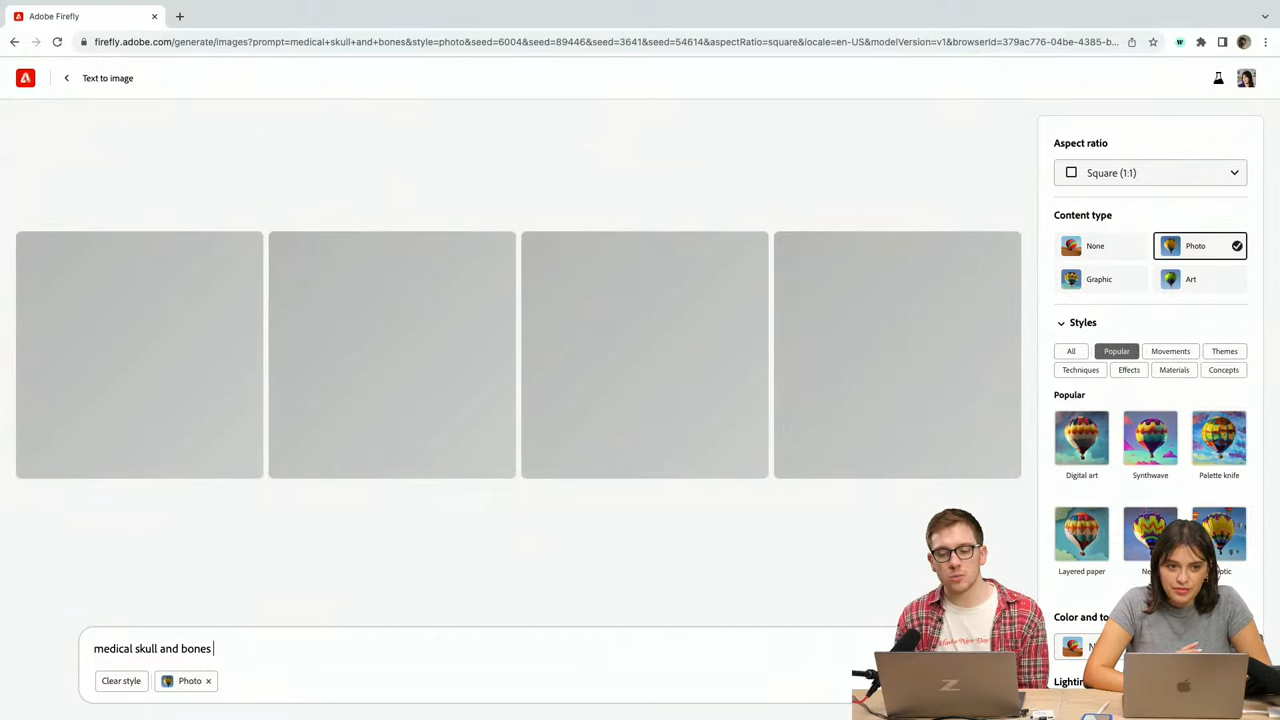 Adobe Firefly
firefly.adobe.com/generate/images?prompt=medical+skull+and+bones&style=photo&seed=6004&seed=89446&seed=3641&seed=54614&aspectRatio=square&locale=en-US&modelVersion=v1&browserId=379ac776-04be-4385-b...
Text to image
Aspect ratio
Square (1:1)
Content type
None
Photo
Graphic
Art
Styles
All
Popular
Movements
Themes
Techniques
Effects
Materials
Concepts
Popular
Digital art
Synthwave
Palette knife
Layered paper
Color and to
Lightin
medical skull and bones
Clear style
Photo
Have a Nice Day